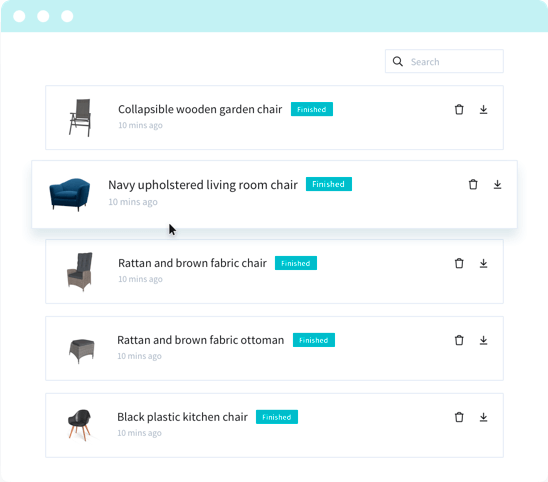 Search
Collapsible wooden garden chair Finished
10 mins ago
Navy upholstered living room chair Finished
10 mins ago
Rattan and brown fabric chair Finished
10 mins ago
Rattan and brown fabric ottoman Finished
10 mins ago
Black plastic kitchen chair Finished
10 mins ago